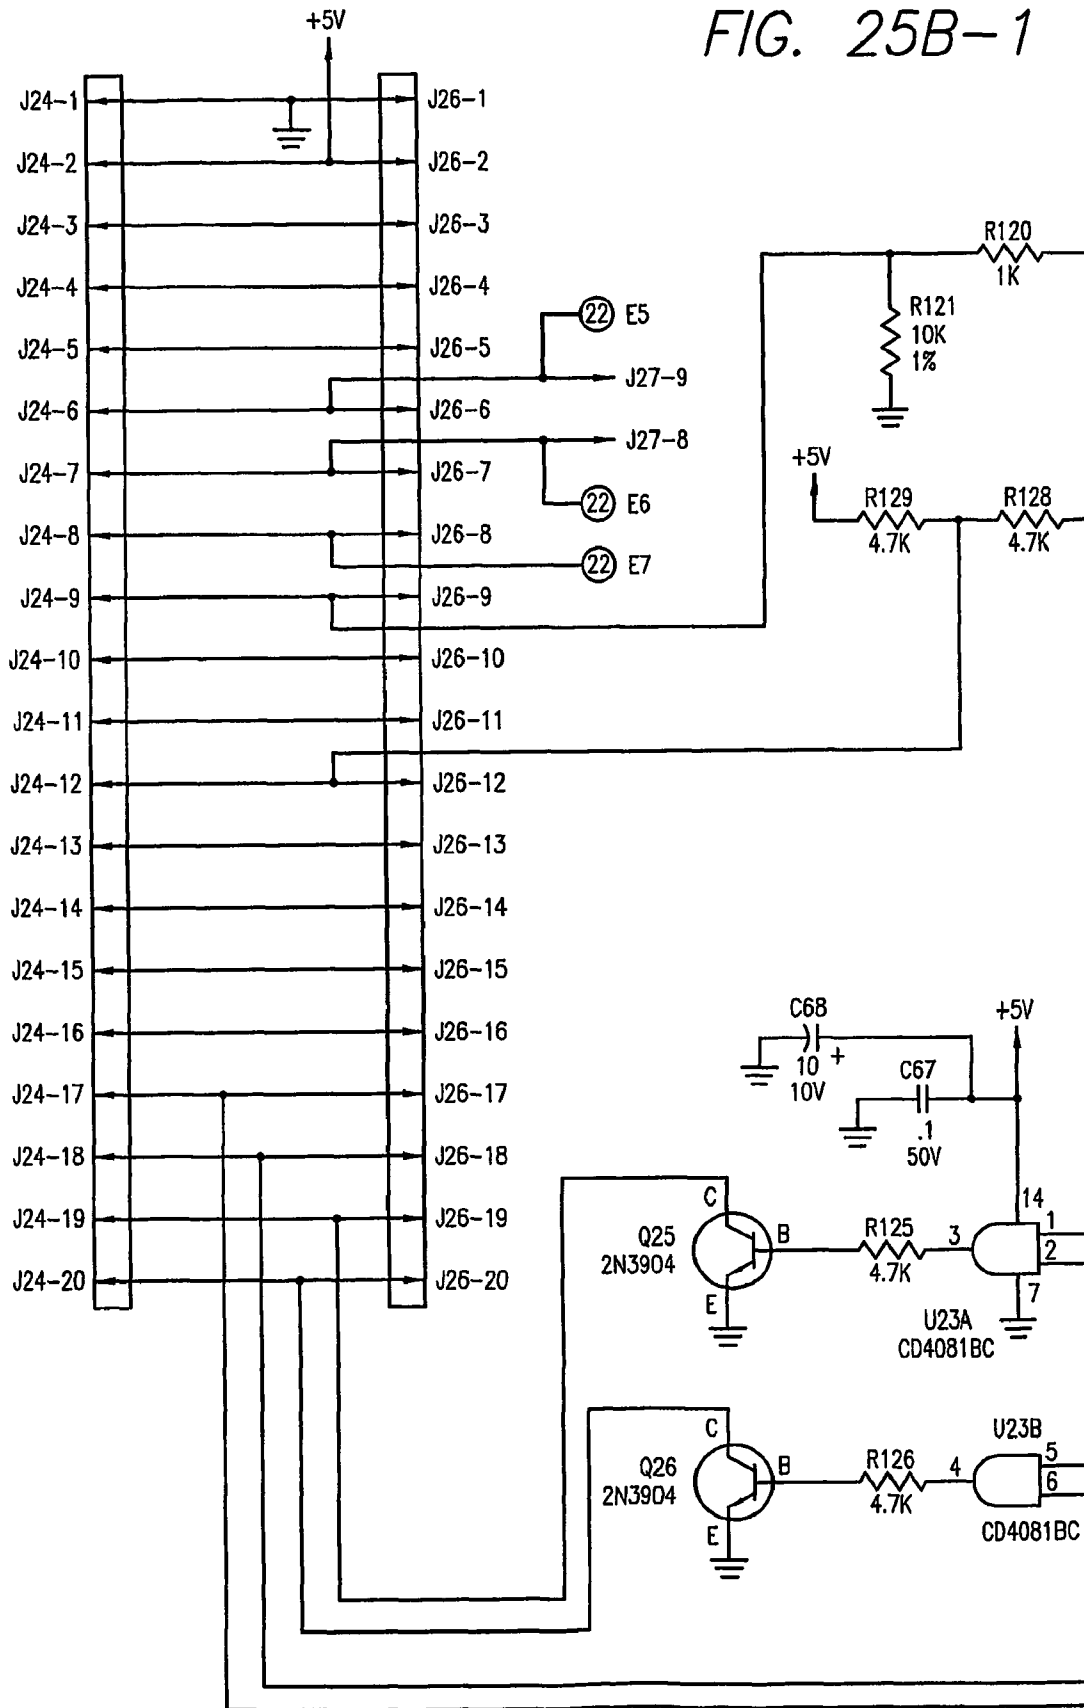 FIG. 25B-1
+5V
J24-1
J26-1
J24-2
J26-2
J24-3
J26-3
J24-4
J26-4
J24-5
J26-5
J24-6
J26-6
J24-7
J26-7
J24-8
J26-8
J24-9
J26-9
J24-10
J26-10
J24-11
J26-11
J24-12
J26-12
J24-13
J26-13
J24-14
J26-14
J24-15
J26-15
J24-16
J26-16
J24-17
J26-17
J24-18
J26-18
J24-19
J26-19
J24-20
J26-20
22 E5
J27-9
J27-8
22 E6
22 E7
R120
1K
R121
10K
1%
+5V
R129
4.7K
R128
4.7K
C68
10 +
10V
+5V
C67
.1
50V
C
Q25
2N3904
B
E
R125
4.7K
3
14
1
2
7
U23A
CD4081BC
C
Q26
2N3904
B
E
R126
4.7K
4
U23B
5
6
CD4081BC